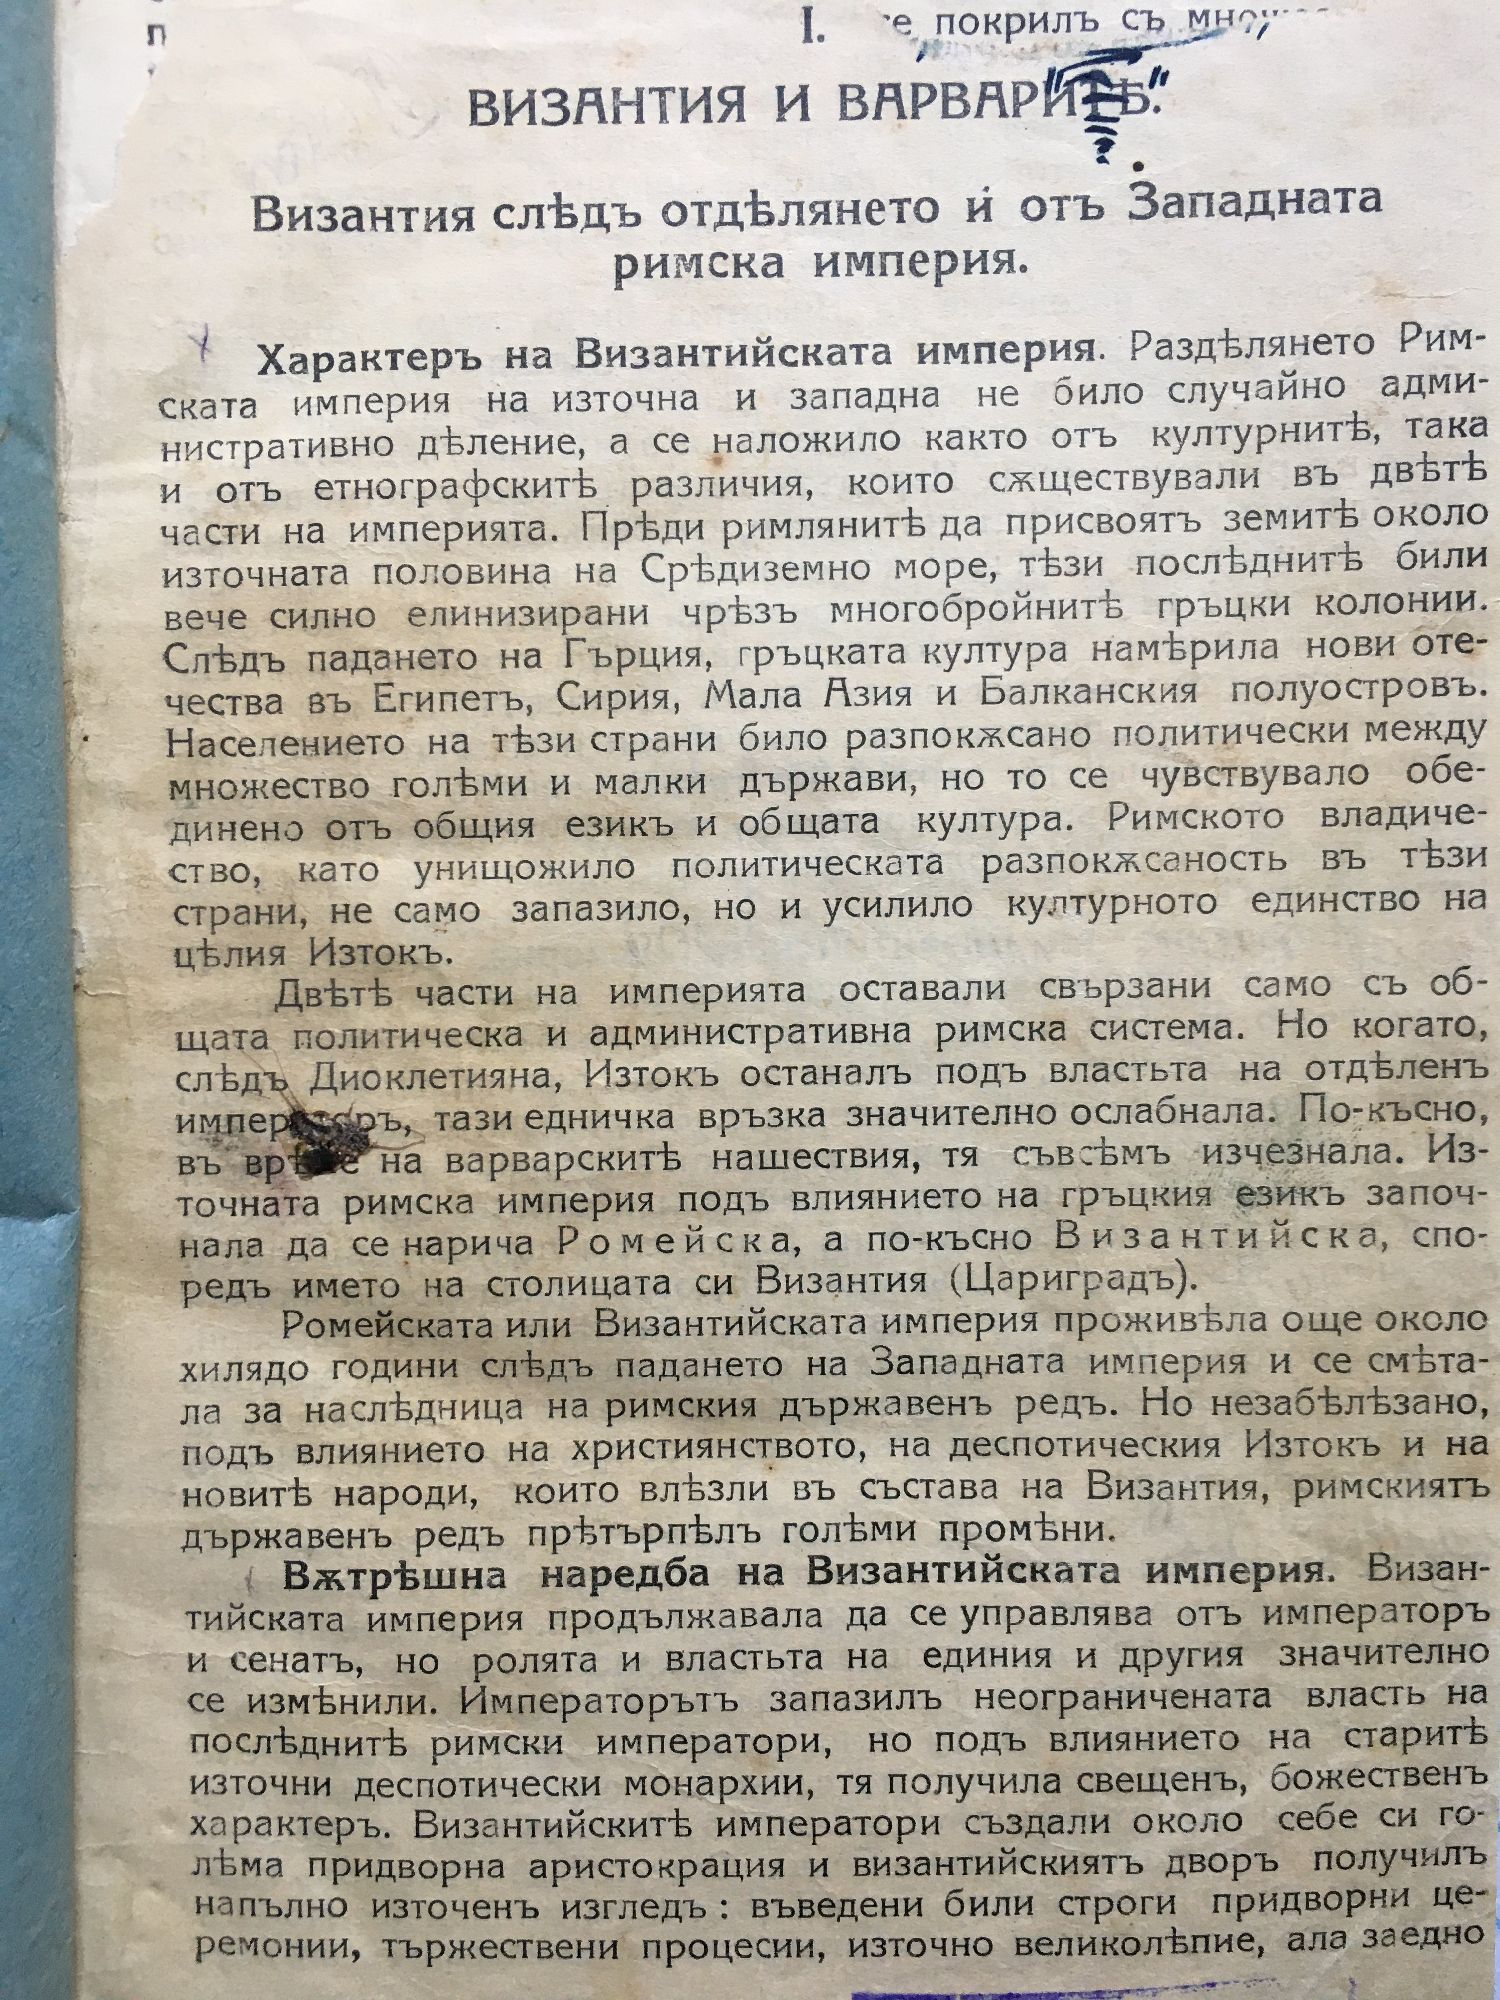 I. се покрилъ съ
ВИЗАНТИЯ И ВАРВАРИТѢ.
Византия слѣдъ отдѣлянето ѝ отъ Западната
римска империя.
Характеръ на Византийската империя. Раздѣлянето Рим-
ската империя на източна и западна не било случайно адми-
нистративно дѣление, а се наложило както отъ културнитѣ, така
и отъ етнографскитѣ различия, които сѫществували въ двѣтѣ
части на империята. Прѣди римлянитѣ да присвоятъ земитѣ около
източната половина на Срѣдиземно море, тѣзи послѣднитѣ били
вече силно елинизирани чрѣзъ многобройнитѣ гръцки колонии.
Слѣдъ падането на Гърция, гръцката култура намѣрила нови оте-
чества въ Египетъ, Сирия, Мала Азия и Балканския полуостровъ.
Населението на тѣзи страни било разпокѫсано политически между
множество голѣми и малки държави, но то се чувствувало обе-
динено отъ общия езикъ и общата култура. Римското владиче-
ство, като унищожило политическата разпокѫсаность въ тѣзи
страни, не само запазило, но и усилило културното единство на
цѣлия Изтокъ.
Двѣтѣ части на империята оставали свързани само съ об-
щата политическа и административна римска система. Но когато,
слѣдъ Диоклетияна, Изтокъ останалъ подъ властьта на отдѣленъ
императоръ, тази едничка връзка значително ослабнала. По-късно,
въ врѣме на варварскитѣ нашествия, тя съвсѣмъ изчезнала. Из-
точната римска империя подъ влиянието на гръцкия езикъ започ-
нала да се нарича Ромейска, а по-късно Византийска, спо-
редъ името на столицата си Византия (Цариградъ).
Ромейската или Византийската империя проживѣла още около
хилядо години слѣдъ падането на Западната империя и се смѣта-
ла за наслѣдница на римския държавенъ редъ. Но незабѣлѣзано,
подъ влиянието на християнството, на деспотическия Изтокъ и на
новитѣ народи, които влѣзли въ състава на Византия, римскиятъ
държавенъ редъ прѣтърпѣлъ голѣми промѣни.
Вѫтрѣшна наредба на Византийската империя. Визан-
тийската империя продължавала да се управлява отъ императоръ
и сенатъ, но ролята и властьта на единия и другия значително
се измѣнили. Императорътъ запазилъ неограничената власть на
послѣднитѣ римски императори, но подъ влиянието на старитѣ
източни деспотически монархии, тя получила свещенъ, божественъ
характеръ. Византийскитѣ императори създали около себе си го-
лѣма придворна аристокрация и византийскиятъ дворъ получилъ
напълно източенъ изгледъ: въведени били строги придворни це-
ремонии, тържествени процесии, източно великолѣпие, ала заедно